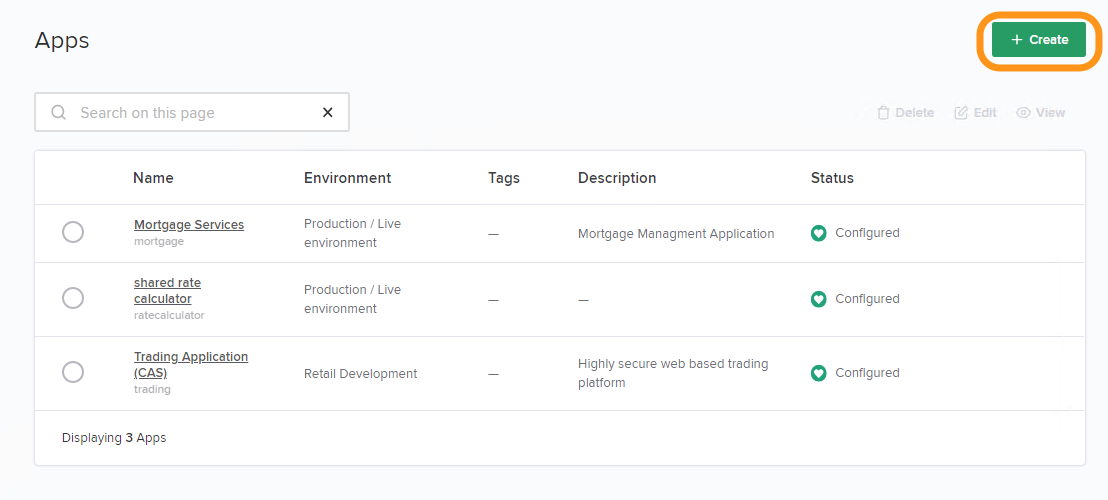 Apps
+ Create
Search on this page
Delete Edit View
Name Environment Tags Description Status
Mortgage Services
mortgage
Production / Live
environment
—
Mortgage Managment Application
Configured
shared rate
calculator
ratecalculator
Production / Live
environment
—
—
Configured
Trading Application
(CAS)
trading
Retail Development
—
Highly secure web based trading
platform
Configured
Displaying 3 Apps